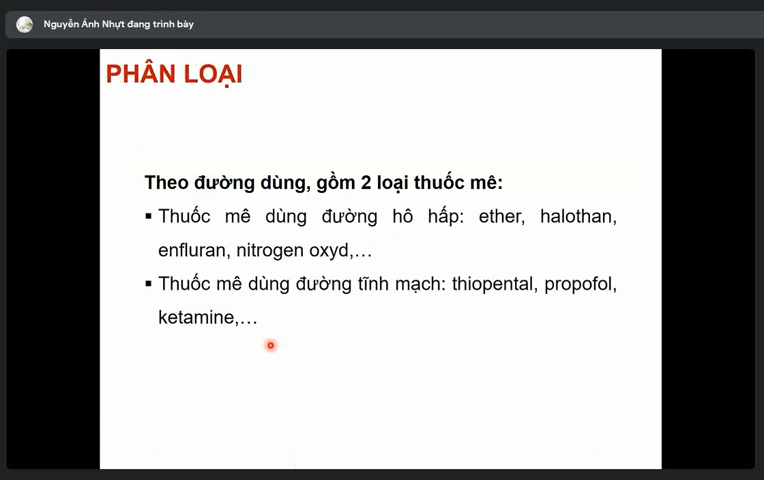 Nguyễn Ánh Nhựt đang trình bày
PHÂN LOẠI
Theo đường dùng, gồm 2 loại thuốc mê:
▪ Thuốc mê dùng đường hô hấp: ether, halothan,
enfluran, nitrogen oxyd,…
▪ Thuốc mê dùng đường tĩnh mạch: thiopental, propofol,
ketamine,…